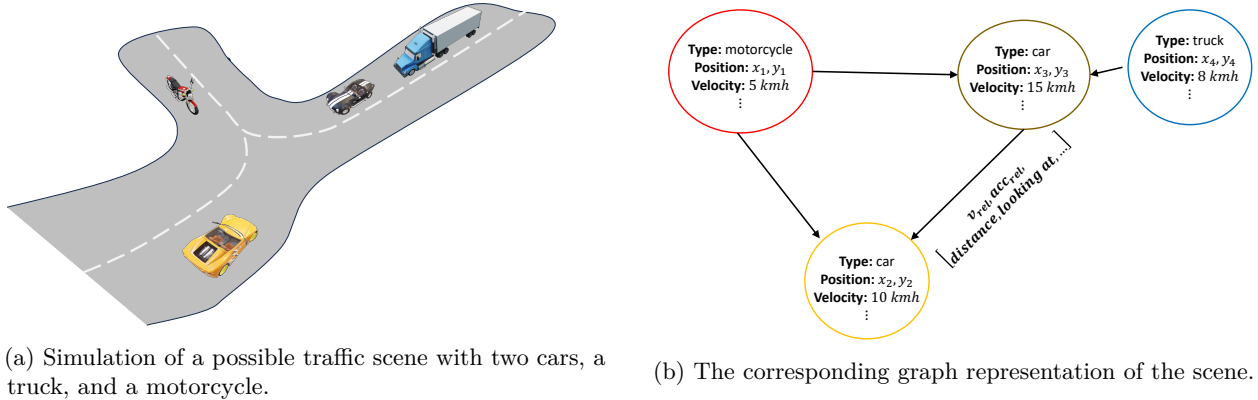 Type: motorcycle
Position: x₁, y₁
Velocity: 5 kmh
⋮
Type: car
Position: x₃, y₃
Velocity: 15 kmh
⋮
Type: truck
Position: x₄, y₄
Velocity: 8 kmh
⋮
[v_rel, acc_rel,
distance, looking at, …]
Type: car
Position: x₂, y₂
Velocity: 10 kmh
⋮
(a) Simulation of a possible traffic scene with two cars, a
truck, and a motorcycle.
(b) The corresponding graph representation of the scene.